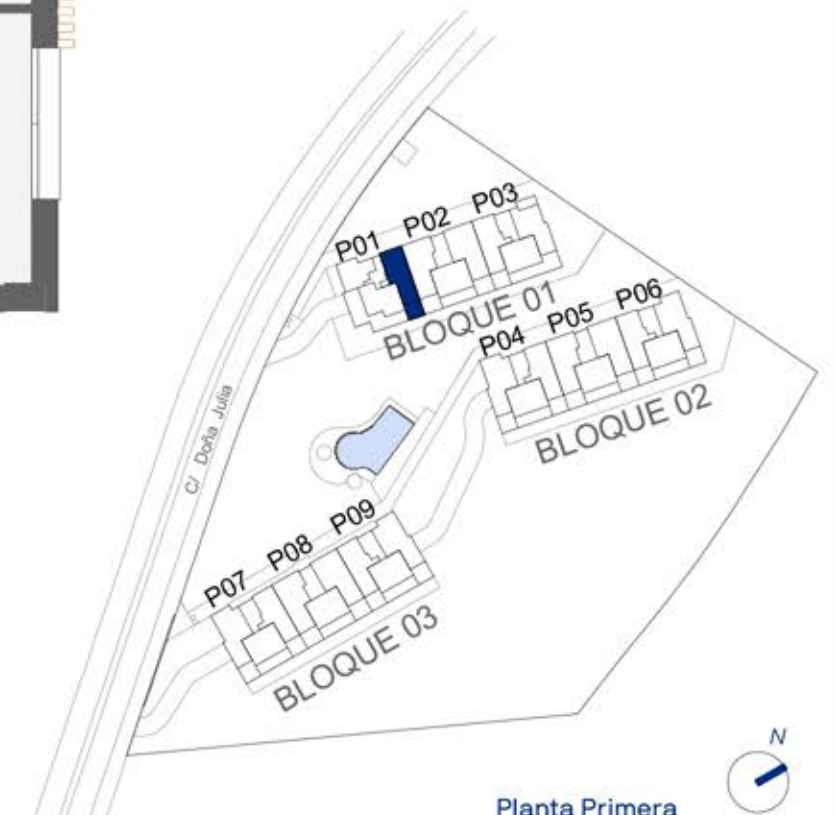 P01 P02 P03
BLOQUE 01
P04 P05 P06
BLOQUE 02
C/ Doña Julia
P07 P08 P09
BLOQUE 03
N
Planta Primera